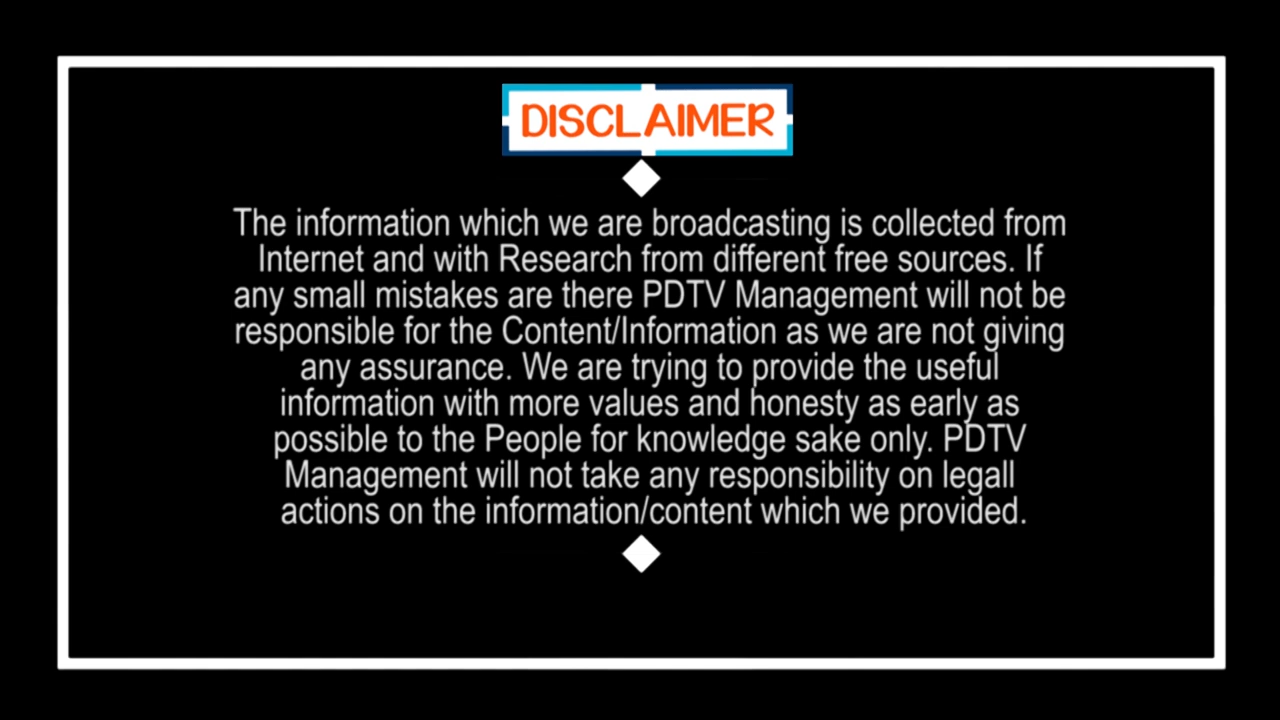 DISCLAIMER
The information which we are broadcasting is collected from
Internet and with Research from different free sources. If
any small mistakes are there PDTV Management will not be
responsible for the Content/Information as we are not giving
any assurance. We are trying to provide the useful
information with more values and honesty as early as
possible to the People for knowledge sake only. PDTV
Management will not take any responsibility on legall
actions on the information/content which we provided.